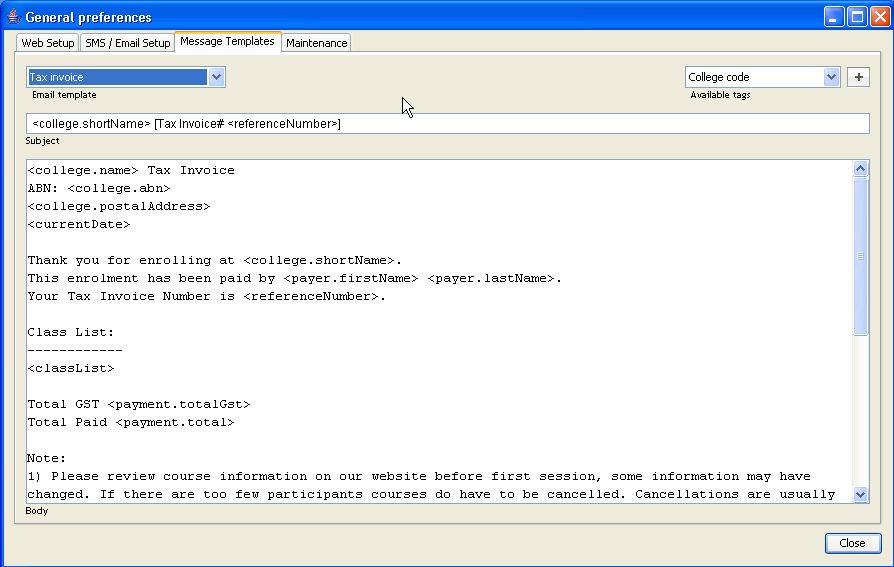 General preferences
Web Setup SMS / Email Setup Message Templates Maintenance
Tax invoice College code +
Email template Available tags
<college.shortName> [Tax Invoice# <referenceNumber>]
Subject
<college.name> Tax Invoice
ABN: <college.abn>
<college.postalAddress>
<currentDate>
Thank you for enrolling at <college.shortName>.
This enrolment has been paid by <payer.firstName> <payer.lastName>.
Your Tax Invoice Number is <referenceNumber>.
Class List:
------------
<classList>
Total GST <payment.totalGst>
Total Paid <payment.total>
Note:
1) Please review course information on our website before first session, some information may have
changed. If there are too few participants courses do have to be cancelled. Cancellations are usually
Body
Close